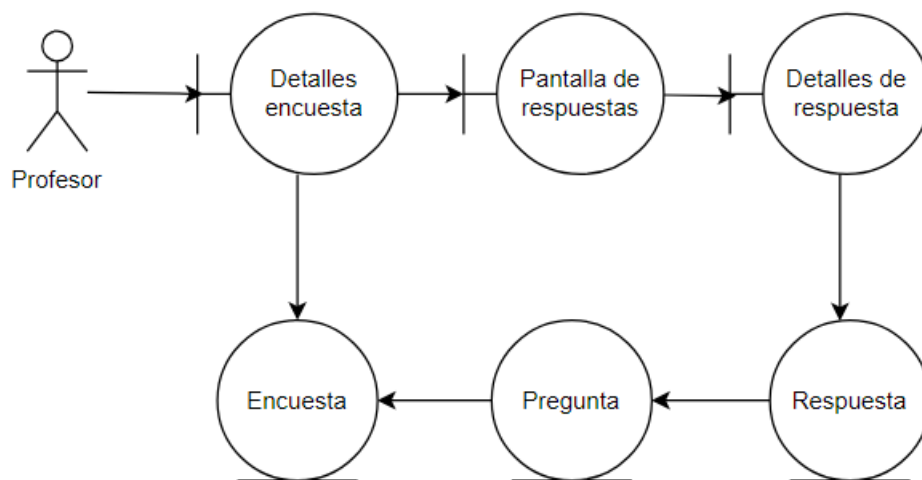 Detalles
encuesta
Pantalla de
respuestas
Detalles de
respuesta
Profesor
Encuesta
Pregunta
Respuesta